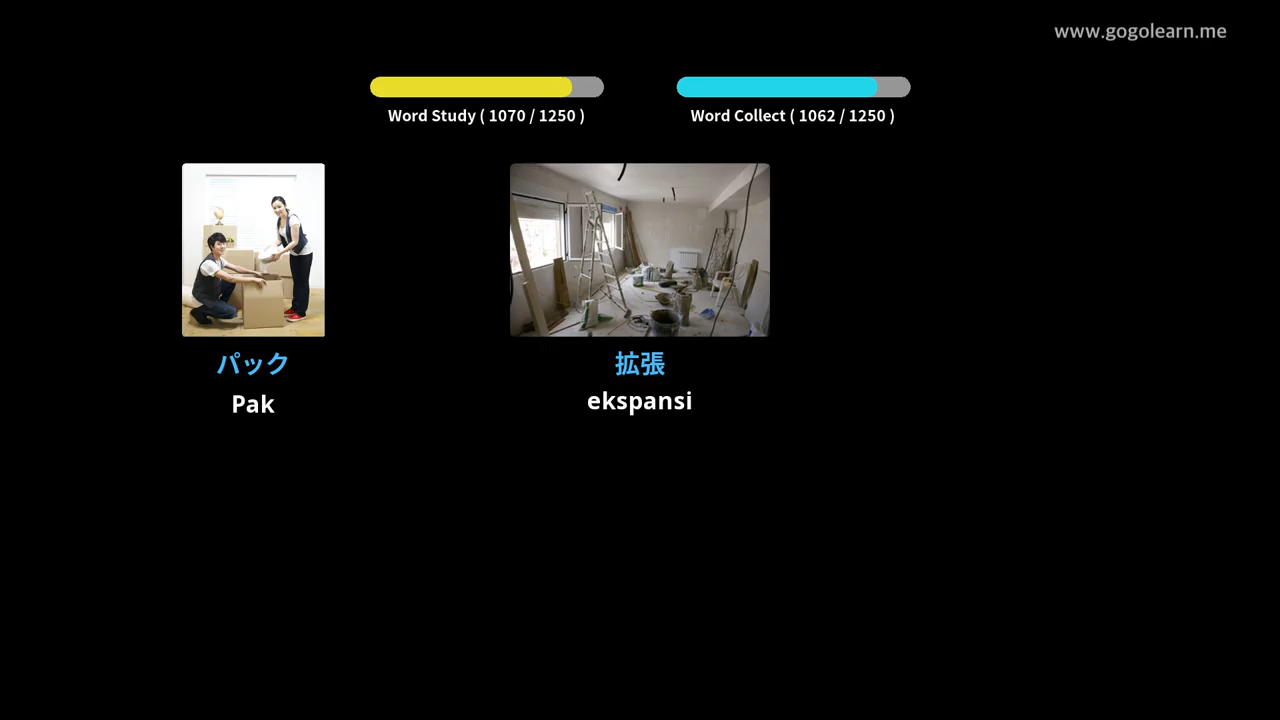 www.gogolearn.me
Word Study ( 1070 / 1250 )
Word Collect ( 1062 / 1250 )
パック
Pak
拡張
ekspansi